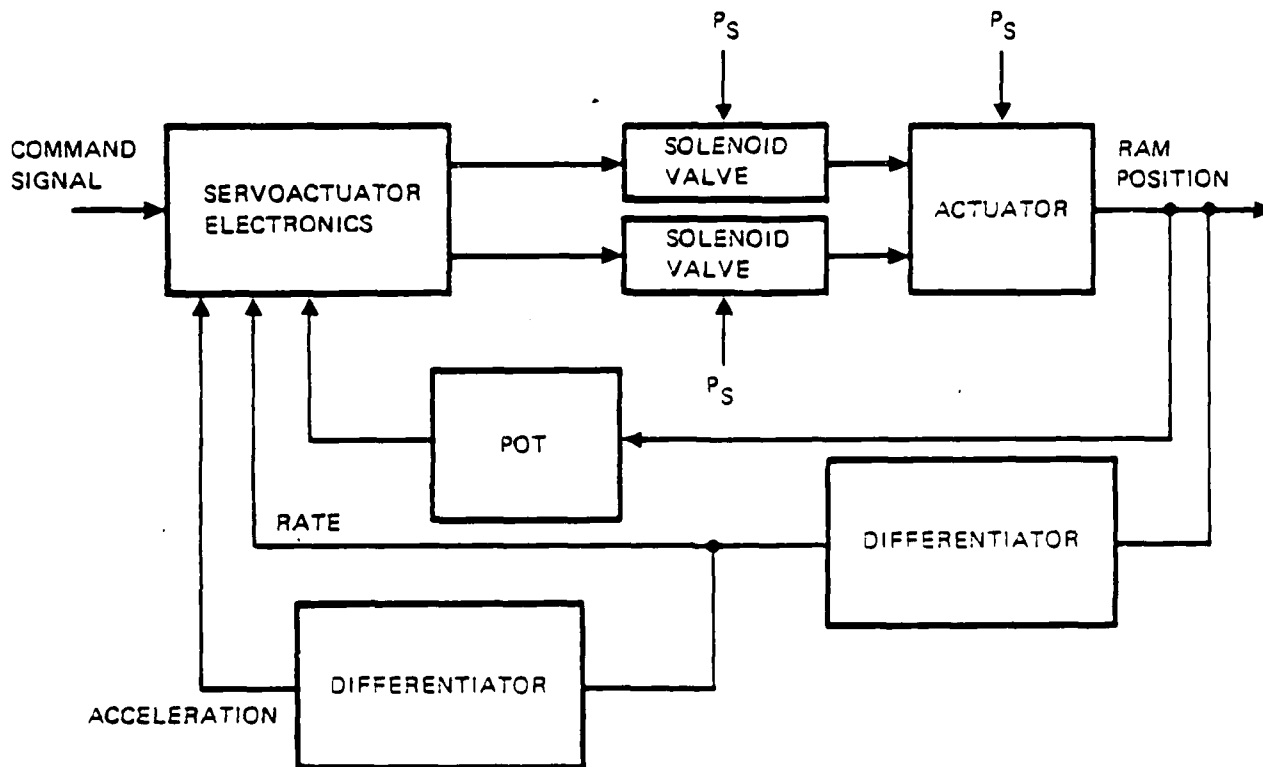 P_S
P_S
COMMAND
SIGNAL
SERVOACTUATOR
ELECTRONICS
SOLENOID
VALVE
SOLENOID
VALVE
ACTUATOR
RAM
POSITION
P_S
POT
RATE
DIFFERENTIATOR
DIFFERENTIATOR
ACCELERATION